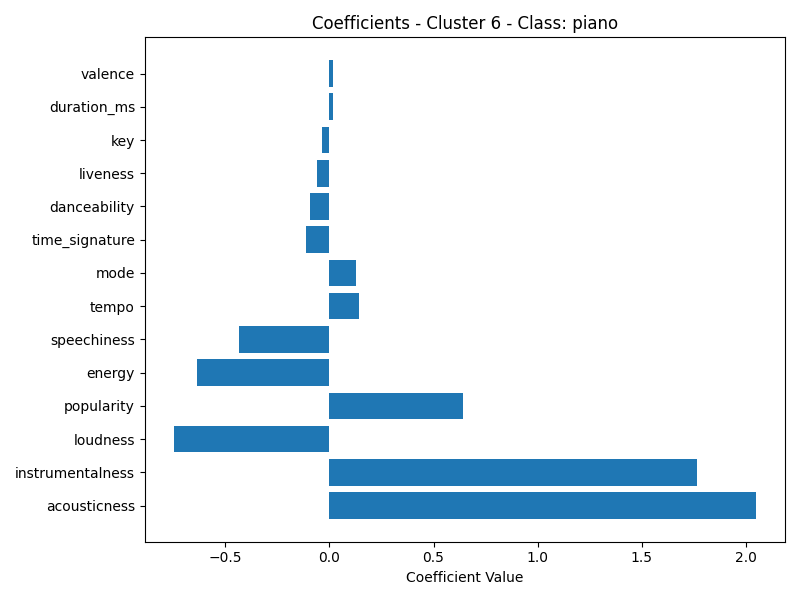 Coefficients - Cluster 6 - Class: piano
valence
duration_ms
key
liveness
danceability
time_signature
mode
tempo
speechiness
energy
popularity
loudness
instrumentalness
acousticness
−0.5 0.0 0.5 1.0 1.5 2.0
Coefficient Value